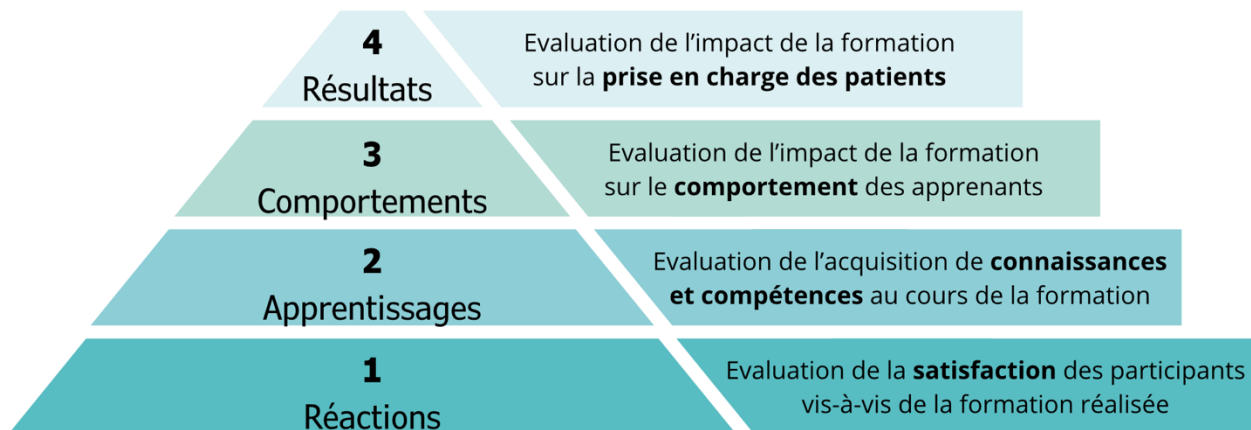 4
Résultats
Evaluation de l’impact de la formation
sur la prise en charge des patients
3
Comportements
Evaluation de l’impact de la formation
sur le comportement des apprenants
2
Apprentissages
Evaluation de l’acquisition de connaissances
et compétences au cours de la formation
1
Réactions
Evaluation de la satisfaction des participants
vis-à-vis de la formation réalisée